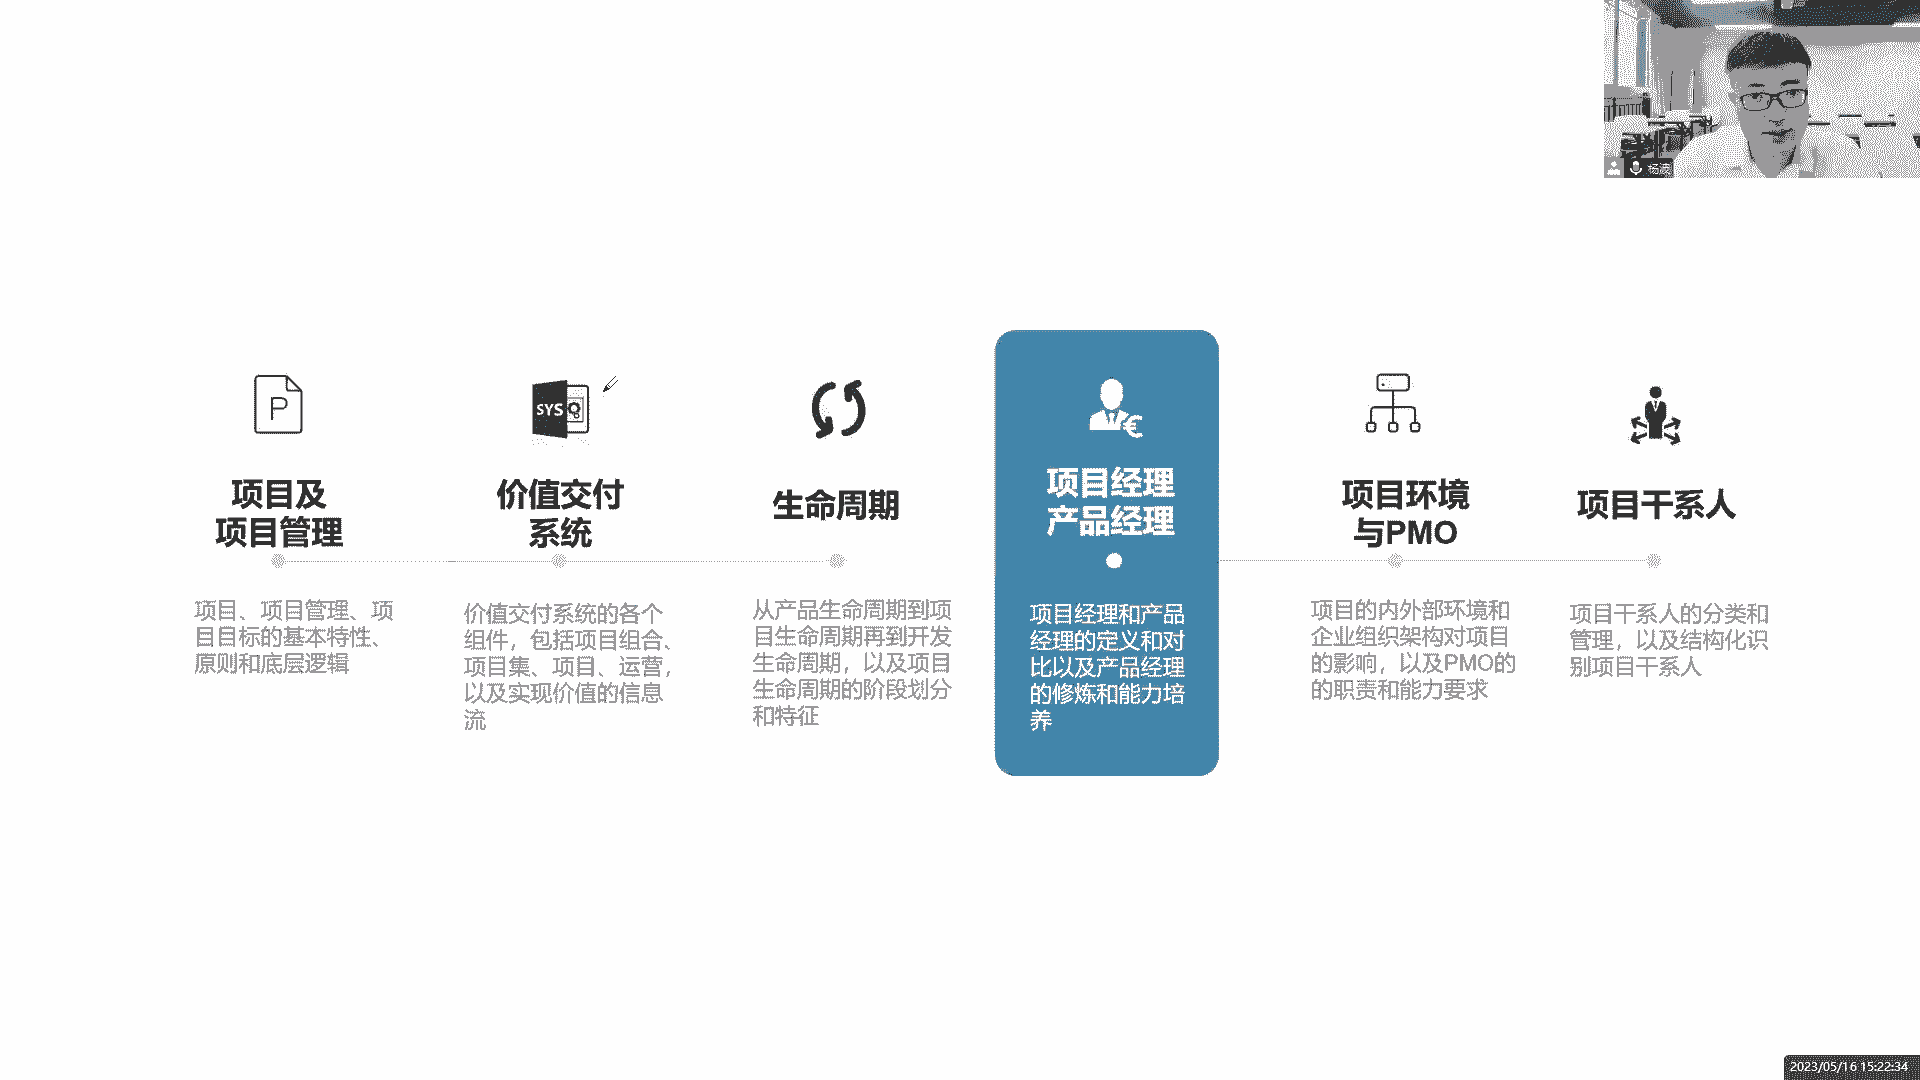 杨波
P
SYS
€
项目及
项目管理
项目、项目管理、项
目目标的基本特性、
原则和底层逻辑
价值交付
系统
价值交付系统的各个
组件，包括项目组合、
项目集、项目、运营，
以及实现价值的信息
流
生命周期
从产品生命周期到项
目生命周期再到开发
生命周期，以及项目
生命周期的阶段划分
和特征
项目经理
产品经理
项目经理和产品
经理的定义和对
比以及产品经理
的修炼和能力培
养
项目环境
与PMO
项目的内外部环境和
企业组织架构对项目
的影响，以及PMO的
的职责和能力要求
项目干系人
项目干系人的分类和
管理，以及结构化识
别项目干系人
2023/05/16 15:22:34